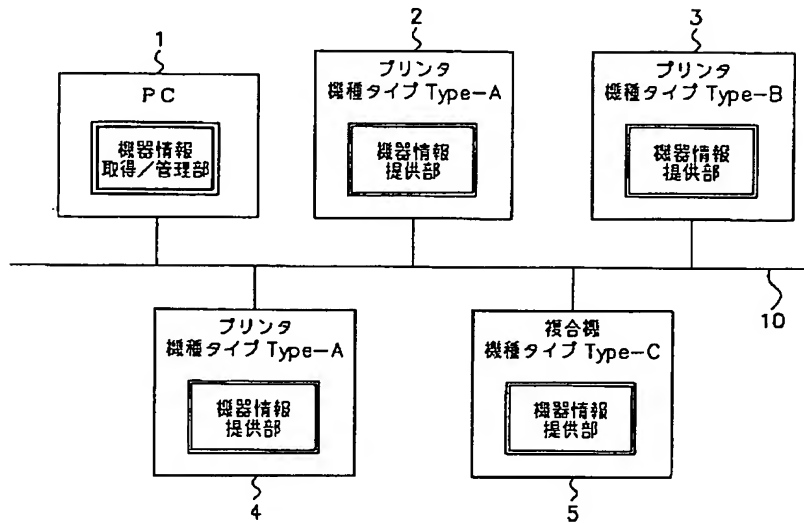 1
PC
機器情報
取得／管理部
2
プリンタ
機種タイプ Type-A
機器情報
提供部
3
プリンタ
機種タイプ Type-B
機器情報
提供部
10
プリンタ
機種タイプ Type-A
機器情報
提供部
4
複合機
機種タイプ Type-C
機器情報
提供部
5